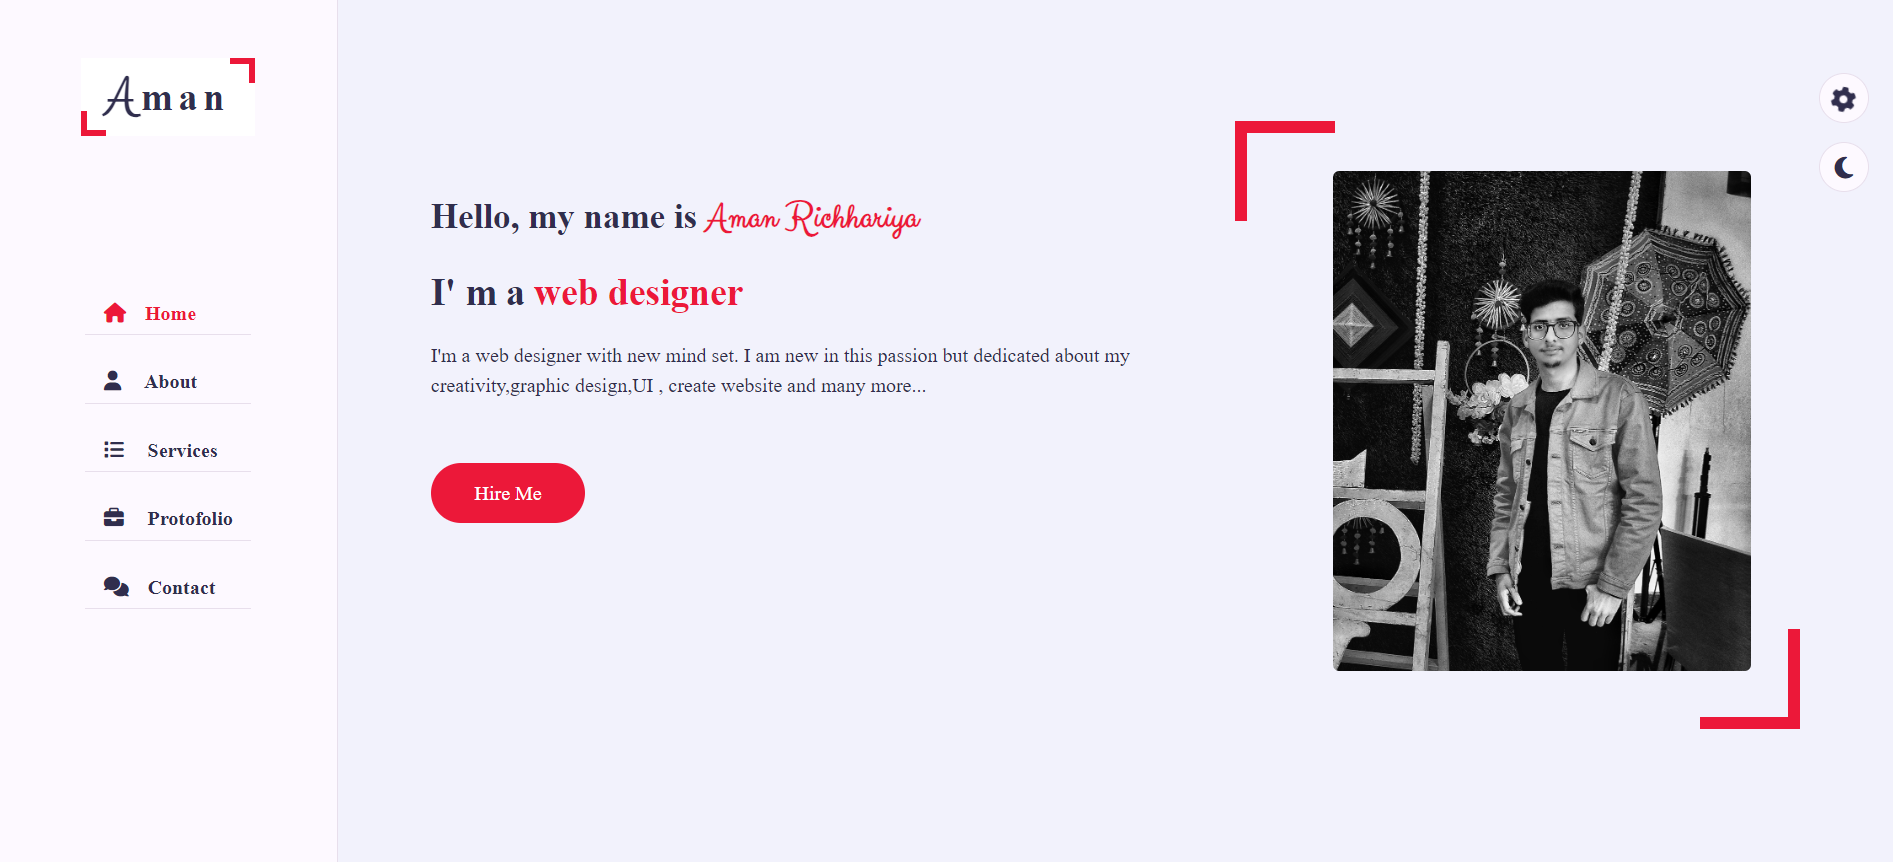 Aman
Home
About
Services
Protofolio
Contact
Hello, my name is Aman Richhariya
I' m a web designer
I'm a web designer with new mind set. I am new in this passion but dedicated about my
creativity,graphic design,UI , create website and many more...
Hire Me